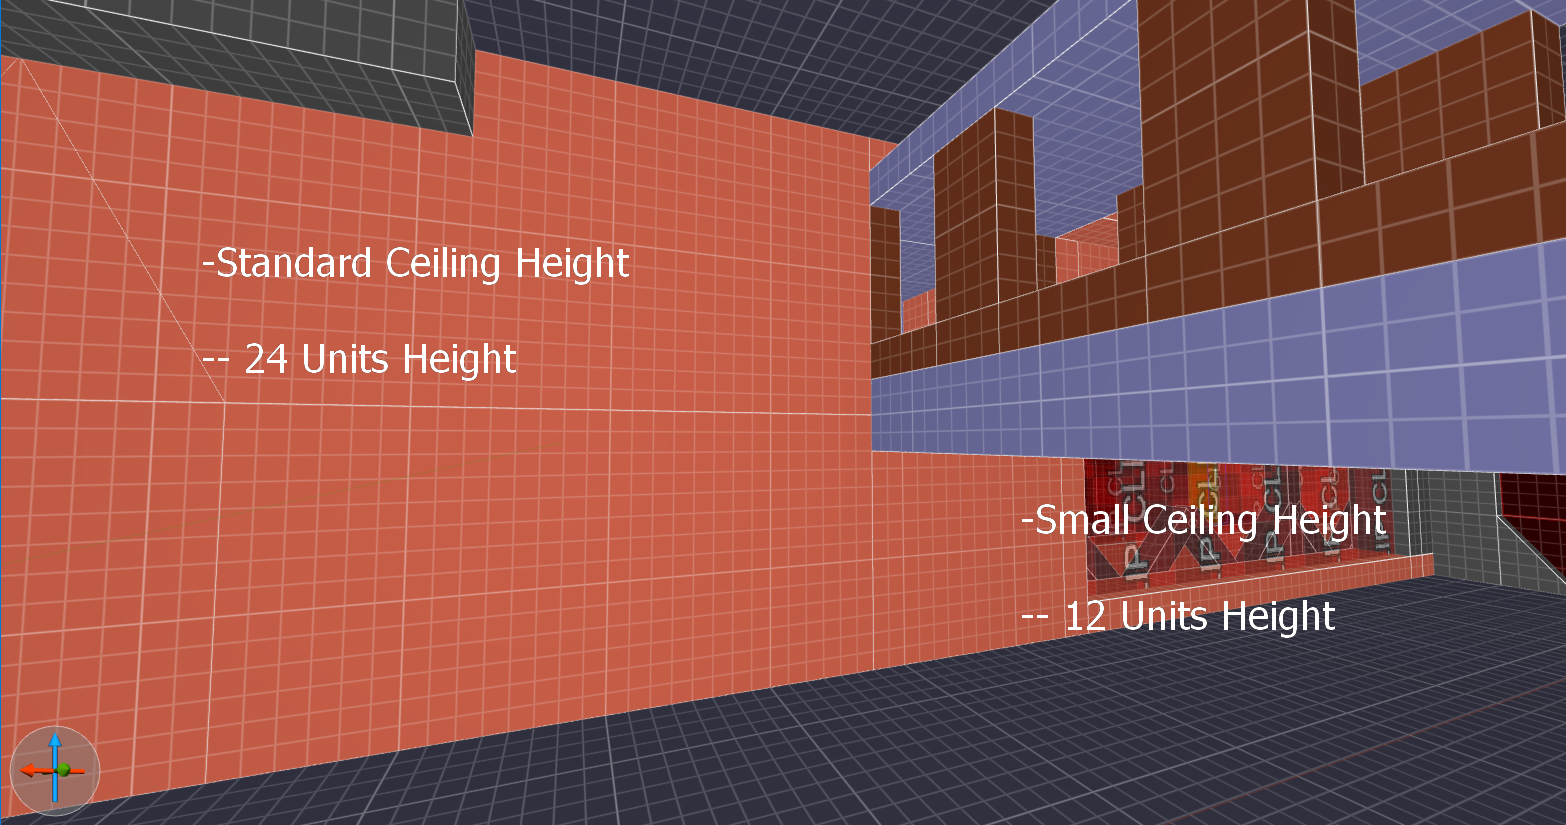 -Standard Ceiling Height
-- 24 Units Height
-Small Ceiling Height
-- 12 Units Height